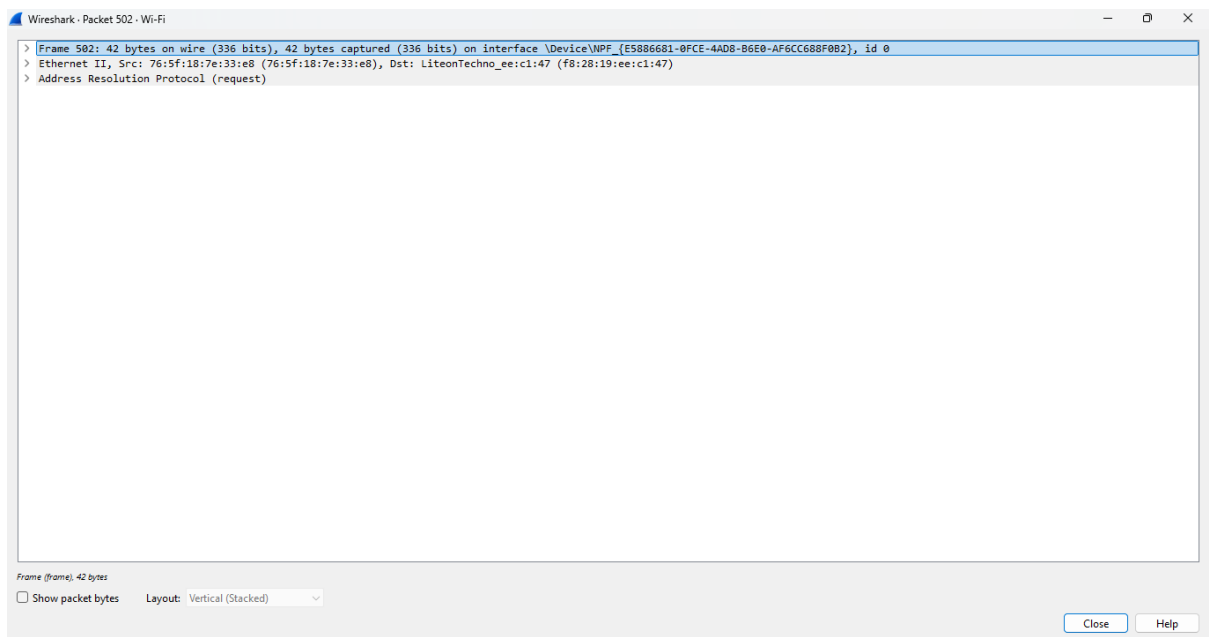 Wireshark · Packet 502 · Wi-Fi
Frame 502: 42 bytes on wire (336 bits), 42 bytes captured (336 bits) on interface \Device\NPF_{E5886681-0FCE-4AD8-B6E0-AF6CC688F0B2}, id 0
Ethernet II, Src: 76:5f:18:7e:33:e8 (76:5f:18:7e:33:e8), Dst: LiteonTechno_ee:c1:47 (f8:28:19:ee:c1:47)
Address Resolution Protocol (request)
Frame (frame), 42 bytes
Show packet bytes Layout: Vertical (Stacked)
Close Help